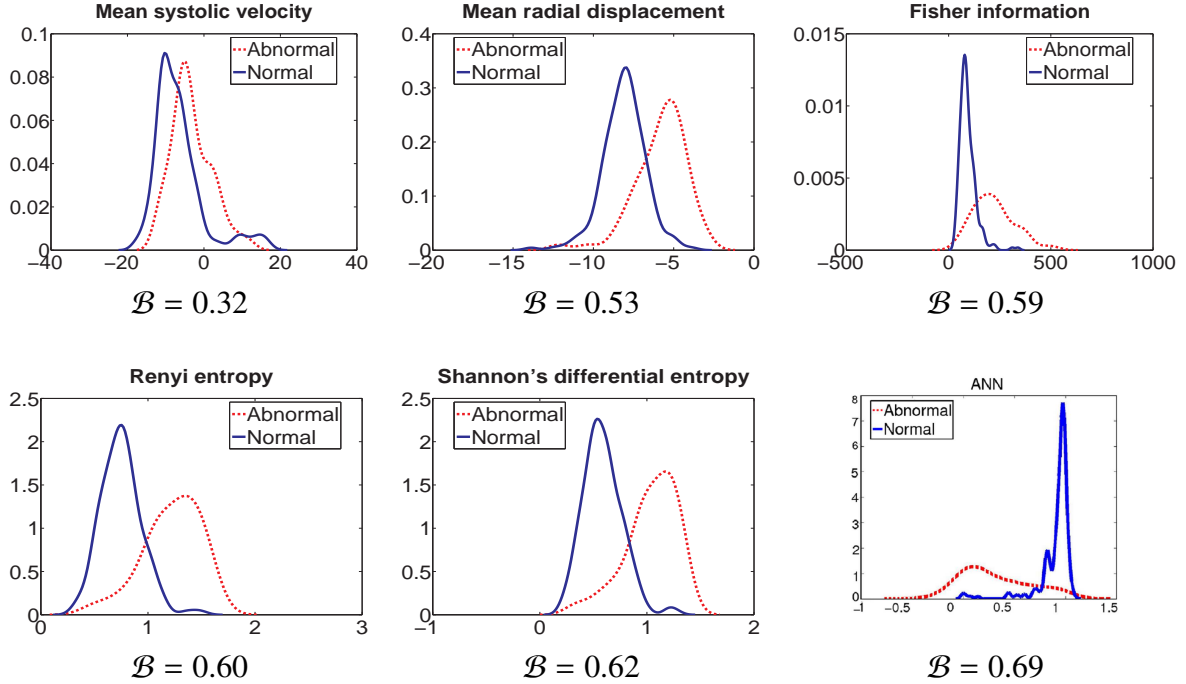 Mean systolic velocity
0.1
0.08
0.06
0.04
0.02
0
−40 −20 0 20 40
Abnormal
Normal
ℬ = 0.32
Mean radial displacement
0.4
0.3
0.2
0.1
0
−20 −15 −10 −5 0
Abnormal
Normal
ℬ = 0.53
Fisher information
0.015
0.01
0.005
0
−500 0 500 1000
Abnormal
Normal
ℬ = 0.59
Renyi entropy
2.5
2
1.5
1
0.5
0
0 1 2 3
Abnormal
Normal
ℬ = 0.60
Shannon's differential entropy
2.5
2
1.5
1
0.5
0
−1 0 1 2
Abnormal
Normal
ℬ = 0.62
ANN
8
7
6
5
4
3
2
1
0
−1 −0.5 0 0.5 1 1.5
Abnormal
Normal
ℬ = 0.69